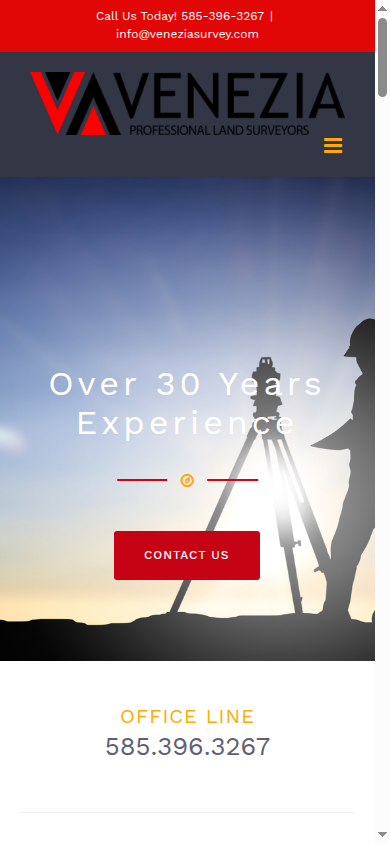 Call Us Today! 585-396-3267 |
info@veneziasurvey.com
VENEZIA
PROFESSIONAL LAND SURVEYORS
Over 30 Years
Experience
CONTACT US
OFFICE LINE
585.396.3267